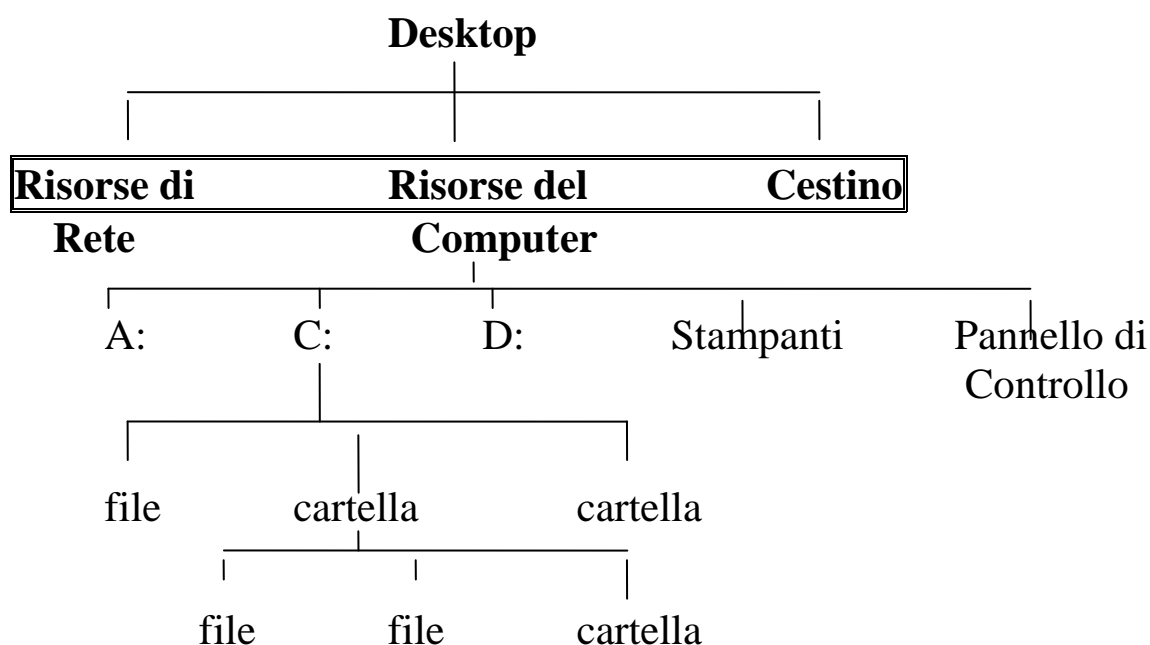 Desktop
Risorse di Risorse del Cestino
Rete Computer
A: C: D: Stampanti Pannello di
Controllo
file cartella cartella
file file cartella